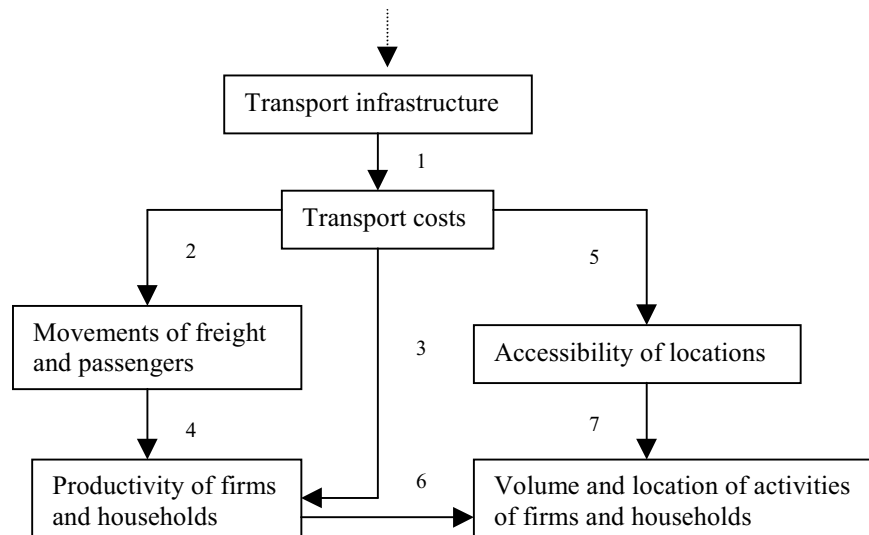 Transport infrastructure
1
Transport costs
2
5
Movements of freight
and passengers
3
Accessibility of locations
4
7
Productivity of firms
and households
6
Volume and location of activities
of firms and households